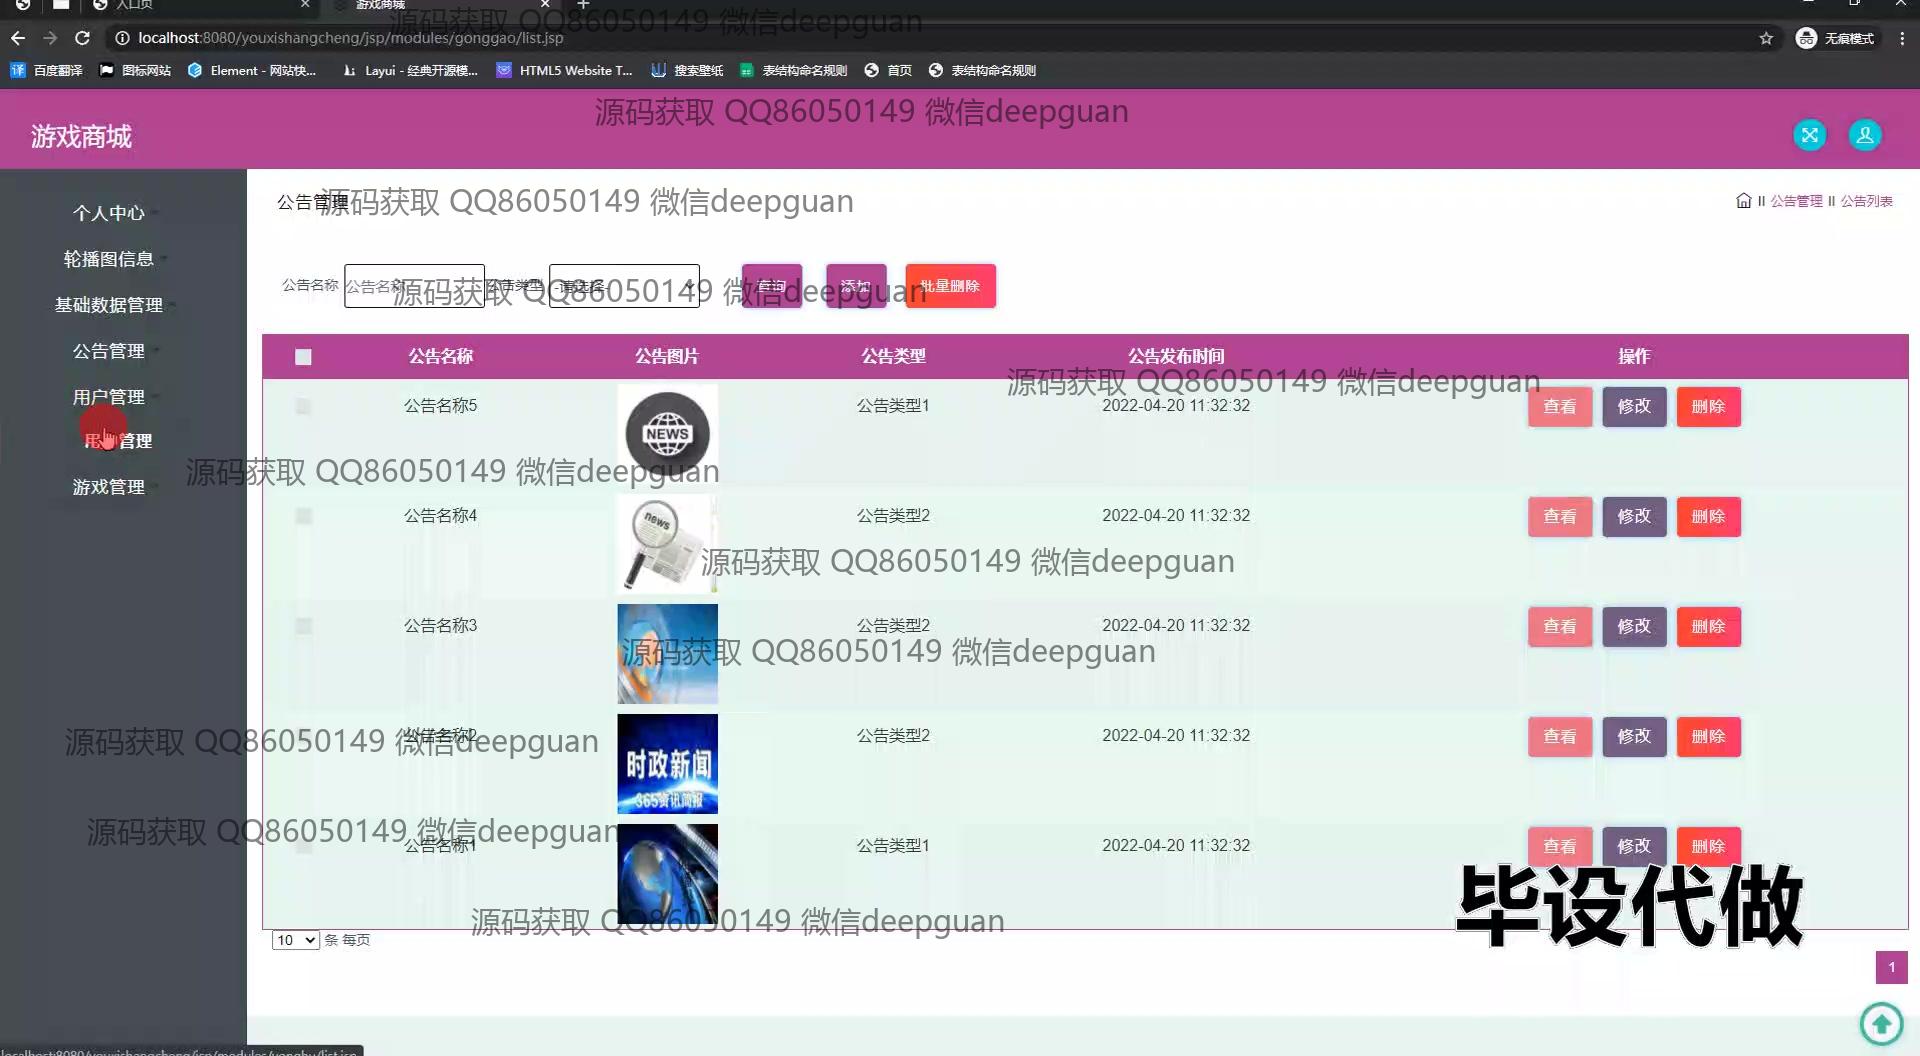 入口页
游戏商城
源码获取 QQ86050149 微信deepguan
localhost:8080/youxishangcheng/jsp/modules/gonggao/list.jsp
无痕模式
百度翻译
图标网站
Element - 网站快...
Layui - 经典开源模...
HTML5 Website T...
搜索壁纸
表结构命名规则
首页
表结构命名规则
源码获取 QQ86050149 微信deepguan
游戏商城
个人中心
轮播图信息
基础数据管理
公告管理
用户管理
用户管理
游戏管理
公告管理
源码获取 QQ86050149 微信deepguan
公告管理 公告列表
公告名称 公告名称 公告类型 -请选择- 查询 添加 批量删除
源码获取 QQ86050149 微信deepguan
公告名称 公告图片 公告类型 公告发布时间 操作
源码获取 QQ86050149 微信deepguan
公告名称5 NEWS 公告类型1 2022-04-20 11:32:32 查看 修改 删除
源码获取 QQ86050149 微信deepguan
公告名称4 news 公告类型2 2022-04-20 11:32:32 查看 修改 删除
源码获取 QQ86050149 微信deepguan
公告名称3 公告类型2 2022-04-20 11:32:32 查看 修改 删除
源码获取 QQ86050149 微信deepguan
公告名称2 公告类型2 2022-04-20 11:32:32 查看 修改 删除
源码获取 QQ86050149 微信deepguan
时政新闻
365资讯简报
源码获取 QQ86050149 微信deepguan
公告名称1 公告类型1 2022-04-20 11:32:32 查看 修改 删除
毕设代做
源码获取 QQ86050149 微信deepguan
10 条 每页
1
localhost:8080/youxishangcheng/jsp/modules/yonghu/list.jsp